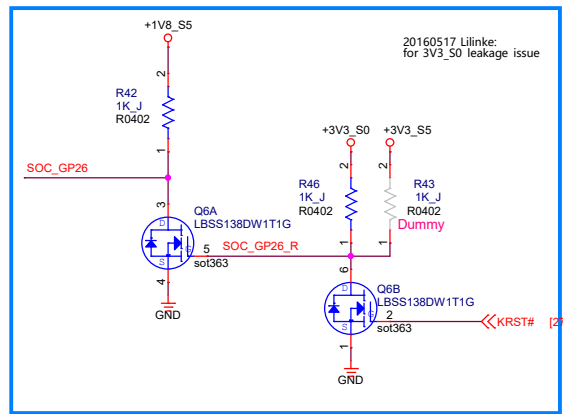 +1V8_S5
20160517 Lilinke:
for 3V3_S0 leakage issue
2
R42
1K_J
R0402
1
+3V3_S0
+3V3_S5
SOC_GP26
2
2
R46
1K_J
R0402
R43
1K_J
R0402
Dummy
3
Q6A
LBSS138DW1T1G
D
G
S
5
SOC_GP26_R
sot363
1
1
4
GND
6
Q6B
LBSS138DW1T1G
D
G
S
2
sot363
KRST#
[27
1
GND